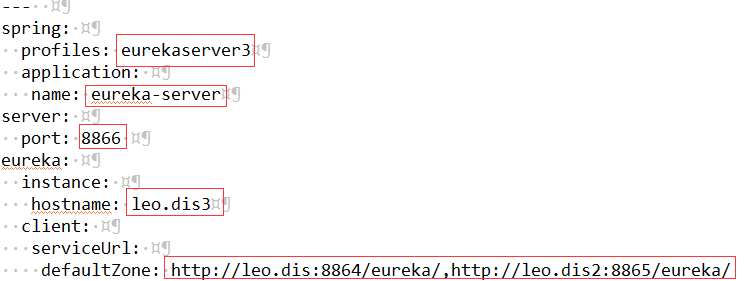 ---
spring:
  profiles: eurekaserver3
  application:
   name: eureka-server
server:
  port: 8866
eureka:
  instance:
   hostname: leo.dis3
  client:
   serviceUrl:
    defaultZone: http://leo.dis:8864/eureka/,http://leo.dis2:8865/eureka/